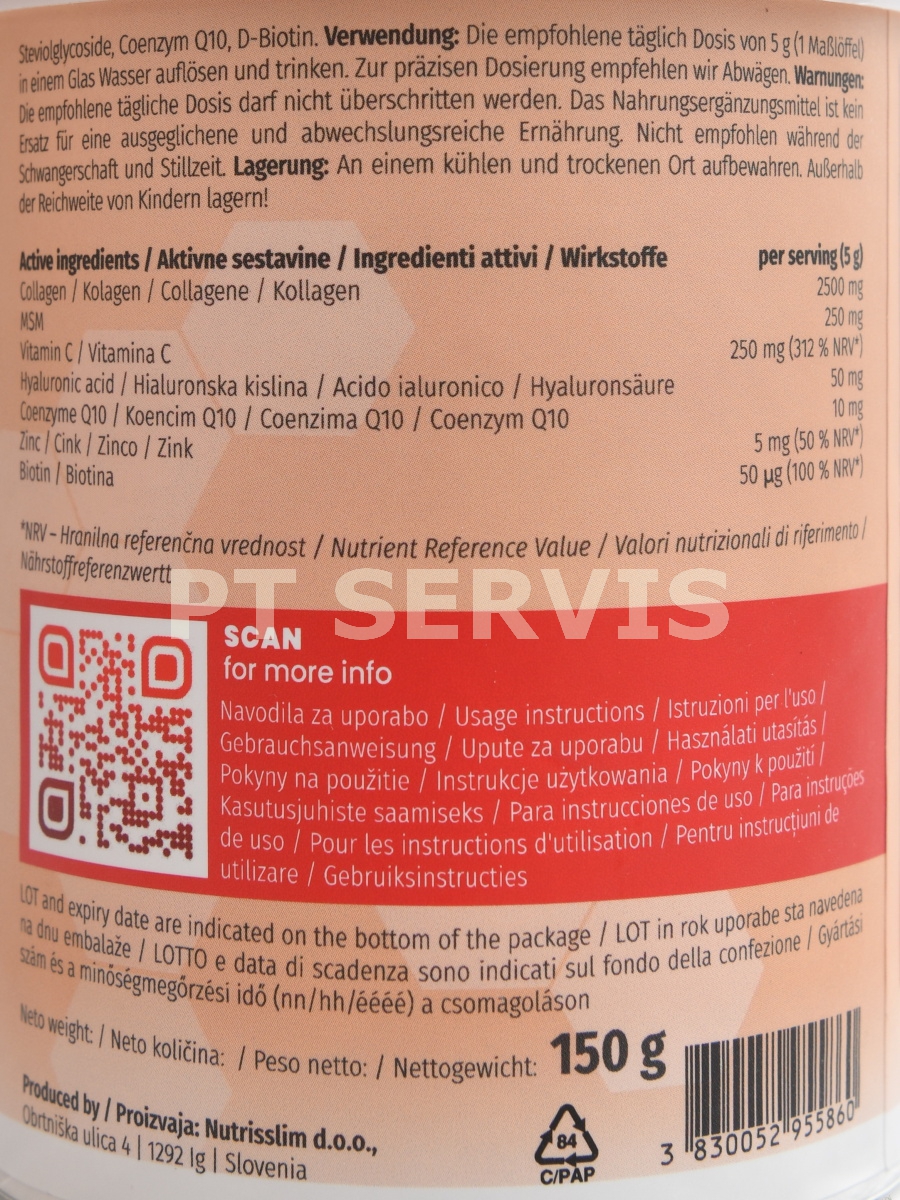 Steviolglycoside, Coenzym Q10, D-Biotin. Verwendung: Die empfohlene täglich Dosis von 5 g (1 Maßlöffel)
in einem Glas Wasser auflösen und trinken. Zur präzisen Dosierung empfehlen wir Abwägen. Warnungen:
Die empfohlene tägliche Dosis darf nicht überschritten werden. Das Nahrungsergänzungsmittel ist kein
Ersatz für eine ausgeglichene und abwechslungsreiche Ernährung. Nicht empfohlen während der
Schwangerschaft und Stillzeit. Lagerung: An einem kühlen und trockenen Ort aufbewahren. Außerhalb
der Reichweite von Kindern lagern!
Active ingredients / Aktivne sestavine / Ingredienti attivi / Wirkstoffe per serving (5 g)
Collagen / Kolagen / Collagene / Kollagen 2500 mg
MSM 250 mg
Vitamin C / Vitamina C 250 mg (312 % NRV*)
Hyaluronic acid / Hialuronska kislina / Acido ialuronico / Hyaluronsäure 50 mg
Coenzyme Q10 / Koencim Q10 / Coenzima Q10 / Coenzym Q10 10 mg
Zinc / Cink / Zinco / Zink 5 mg (50 % NRV*)
Biotin / Biotina 50 µg (100 % NRV*)
*NRV – Hranilna referenčna vrednost / Nutrient Reference Value / Valori nutrizionali di riferimento /
Nährstoffreferenzwertt
PT SERVIS
SCAN
for more info
Navodila za uporabo / Usage instructions / Istruzioni per l'uso /
Gebrauchsanweisung / Upute za uporabu / Használati utasítás /
Pokyny na použitie / Instrukcje użytkowania / Pokyny k použití /
Kasutusjuhiste saamiseks / Para instrucciones de uso / Para instruções
de uso / Pour les instructions d'utilisation / Pentru instrucțiuni de
utilizare / Gebruiksinstructies
LOT and expiry date are indicated on the bottom of the package / LOT in rok uporabe sta navedena
na dnu embalaže / LOTTO e data di scadenza sono indicati sul fondo della confezione / Gyártási
szám és a minőségmegőrzési idő (nn/hh/éééé) a csomagoláson
Neto weight: / Neto količina: / Peso netto: / Nettogewicht: 150 g
Produced by / Proizvaja: Nutrisslim d.o.o.,
Obrtniška ulica 4 | 1292 Ig | Slovenia
84
C/PAP
3 830052 955860